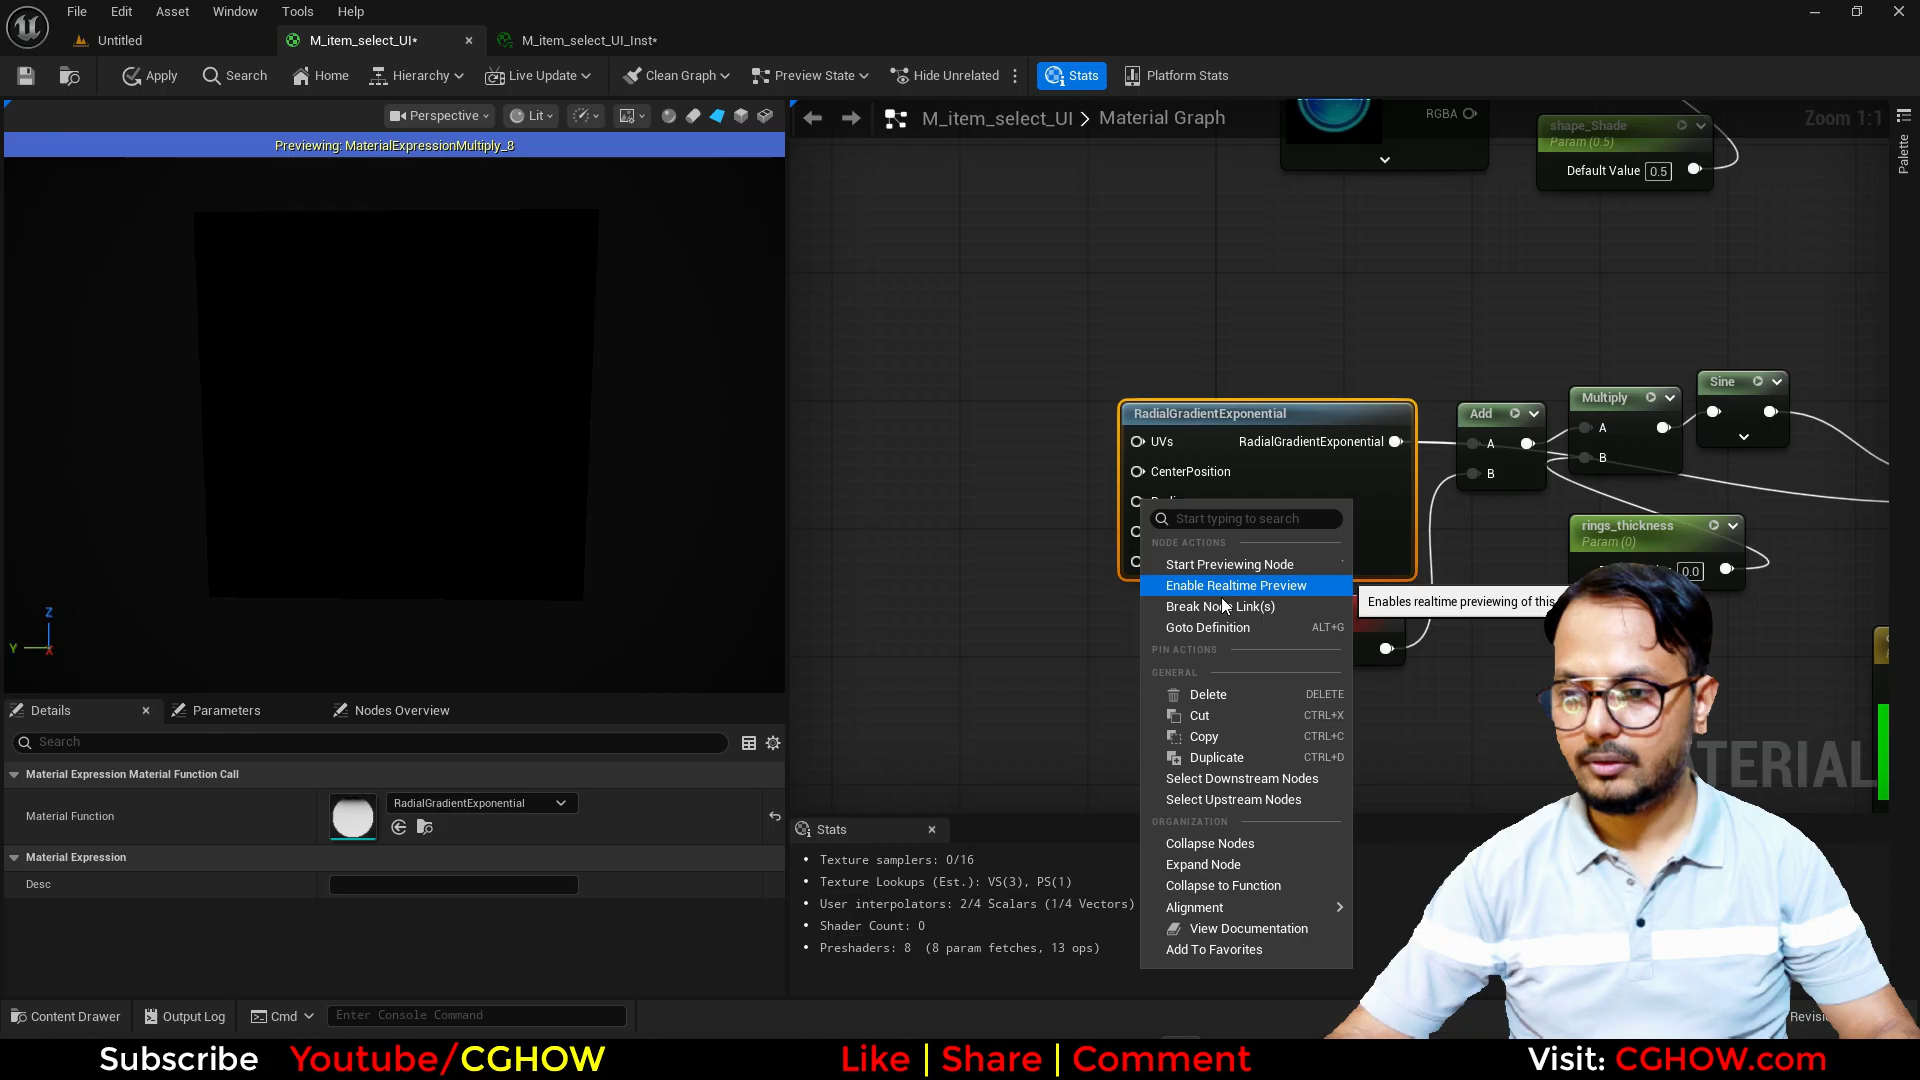 File Edit Asset Window Tools Help
Untitled M_item_select_UI* M_item_select_UI_Inst*
Apply Search Home Hierarchy Live Update Clean Graph Preview State Hide Unrelated Stats Platform Stats
Perspective Lit
Previewing: MaterialExpressionMultiply_8
M_item_select_UI > Material Graph
Zoom 1:1
Palette
RGBA
shape_Shade
Param (0.5)
Default Value 0.5
RadialGradientExponential
UVs RadialGradientExponential
CenterPosition
Add
A
B
Multiply
A
B
Sine
rings_thickness
Param (0)
0.0
Start typing to search
NODE ACTIONS
Start Previewing Node
Enable Realtime Preview
Break Node Link(s)
Goto Definition ALT+G
PIN ACTIONS
GENERAL
Delete DELETE
Cut CTRL+X
Copy CTRL+C
Duplicate CTRL+D
Select Downstream Nodes
Select Upstream Nodes
ORGANIZATION
Collapse Nodes
Expand Node
Collapse to Function
Alignment
View Documentation
Add To Favorites
Enables realtime previewing of this
TERIAL
Z
Y
X
Details Parameters Nodes Overview
Search
Material Expression Material Function Call
Material Function RadialGradientExponential
Material Expression
Desc
Stats
Texture samplers: 0/16
Texture Lookups (Est.): VS(3), PS(1)
User interpolators: 2/4 Scalars (1/4 Vectors)
Shader Count: 0
Preshaders: 8 (8 param fetches, 13 ops)
Content Drawer Output Log Cmd Enter Console Command
Subscribe Youtube/CGHOW Like | Share | Comment Visit: CGHOW.com